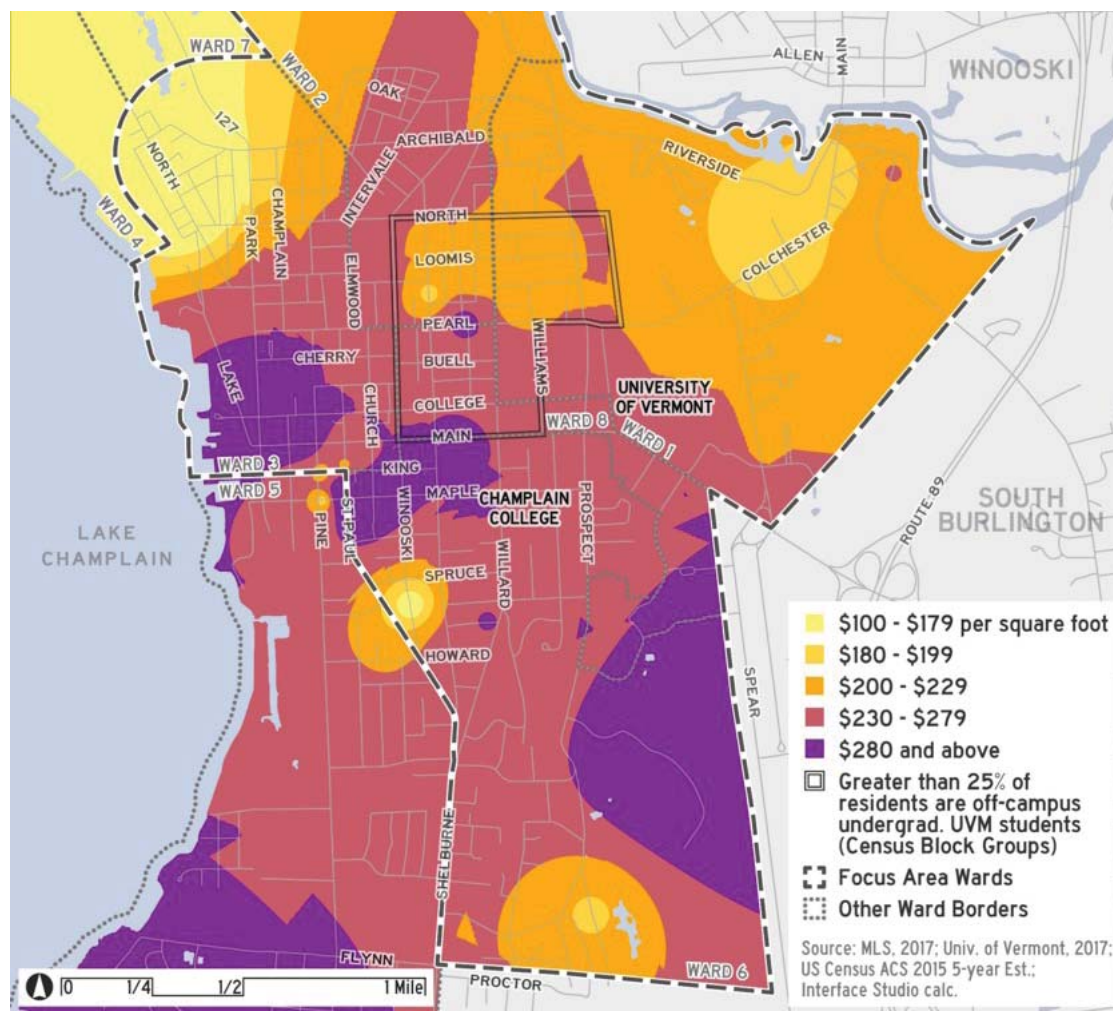 WARD 7
ALLEN
MAIN
WINOOSKI
WARD 2
OAK
127
NORTH
ARCHIBALD
RIVERSIDE
INTERVALE
WARD 4
PARK
CHAMPLAIN
NORTH
LOOMIS
COLCHESTER
ELMWOOD
PEARL
CHERRY
BUELL
WILLIAMS
LAKE
CHURCH
COLLEGE
UNIVERSITY
OF VERMONT
MAIN
WARD 8
WARD 1
WARD 3
WARD 5
KING
MAPLE
CHAMPLAIN
COLLEGE
PROSPECT
ROUTE 89
SOUTH
BURLINGTON
LAKE
CHAMPLAIN
PINE
ST. PAUL
WINOOSKI
SPRUCE
WILLARD
HOWARD
SPEAR
SHELBURNE
FLYNN
PROCTOR
WARD 6
$100 - $179 per square foot
$180 - $199
$200 - $229
$230 - $279
$280 and above
Greater than 25% of
residents are off-campus
undergrad. UVM students
(Census Block Groups)
Focus Area Wards
Other Ward Borders
Source: MLS, 2017; Univ. of Vermont, 2017;
US Census ACS 2015 5-year Est.;
Interface Studio calc.
0 1/4 1/2 1 Mile